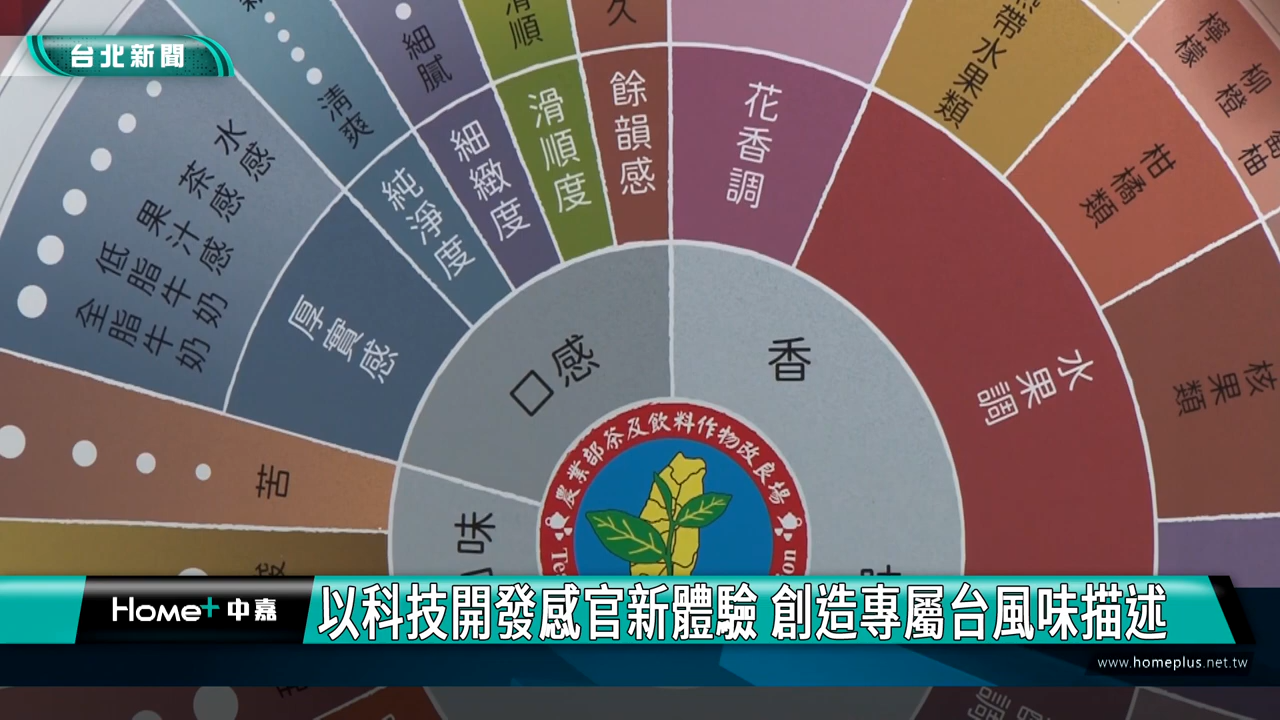 台北新聞
清爽
細膩
滑順
久
帶水果類
檸檬
柳橙
柑橘類
核果類
水感
茶感
果汁感
低脂牛奶
全脂牛奶
厚實感
純淨度
細緻度
滑順度
餘韻感
花香調
水果調
口感
香
味
苦
農業部茶及飲料作物改良場
Home+中嘉
以科技開發感官新體驗 創造專屬台風味描述
www.homeplus.net.tw